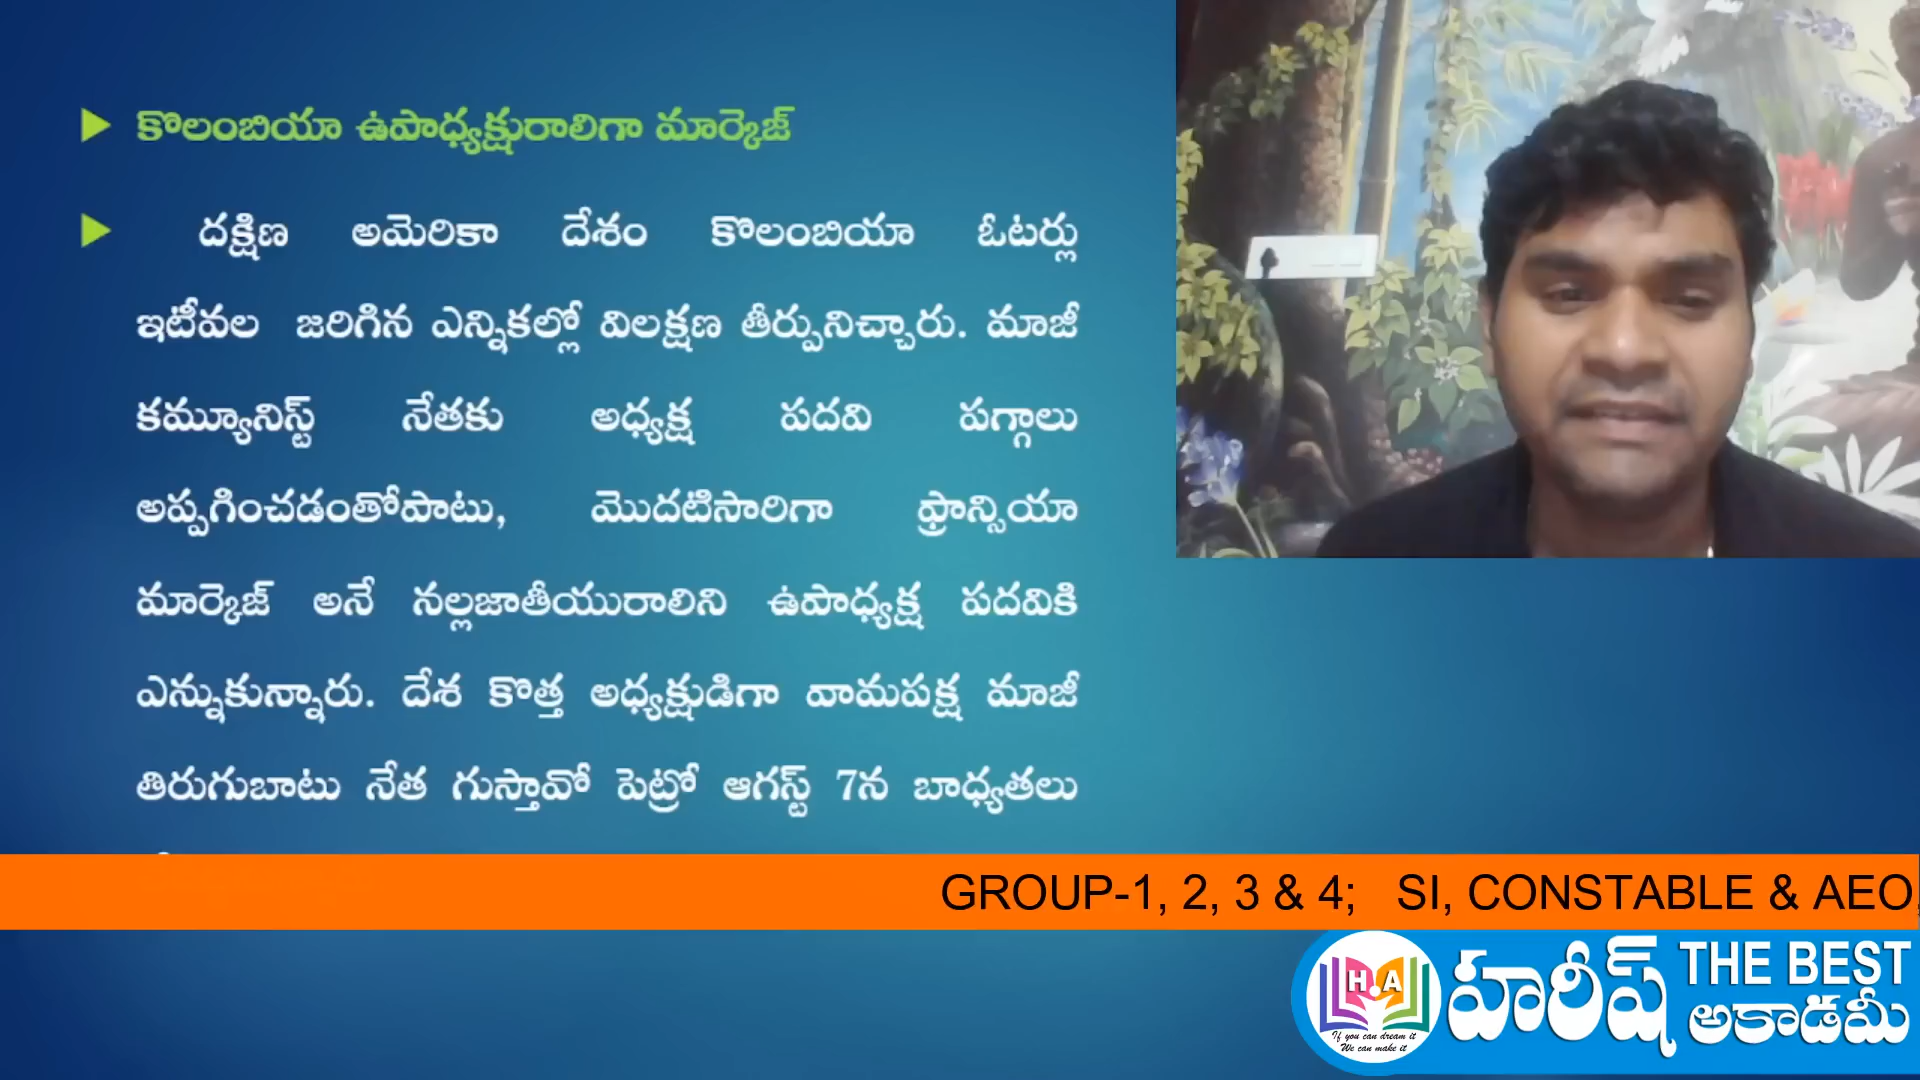 కొలంబియా ఉపాధ్యక్షురాలిగా మార్కెజ్
దక్షిణ అమెరికా దేశం కొలంబియా ఓటర్లు
ఇటీవల జరిగిన ఎన్నికల్లో విలక్షణ తీర్పునిచ్చారు. మాజీ
కమ్యూనిస్ట్ నేతకు అధ్యక్ష పదవి పగ్గాలు
అప్పగించడంతోపాటు, మొదటిసారిగా ఫ్రాన్సియా
మార్కెజ్ అనే నల్లజాతీయురాలిని ఉపాధ్యక్ష పదవికి
ఎన్నుకున్నారు. దేశ కొత్త అధ్యక్షుడిగా వామపక్ష మాజీ
తిరుగుబాటు నేత గుస్తావో పెట్రో ఆగస్ట్ 7న బాధ్యతలు
GROUP-1, 2, 3 & 4; SI, CONSTABLE & AEO,
H.A
If you can dream it
We can make it
హరీష్ THE BEST
అకాడమీ